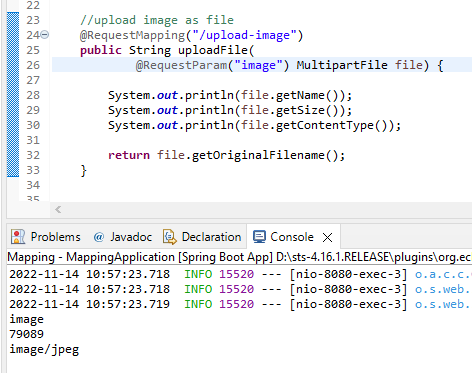 22
23 //upload image as file
24 @RequestMapping("/upload-image")
25 public String uploadFile(
26 @RequestParam("image") MultipartFile file) {
27
28 System.out.println(file.getName());
29 System.out.println(file.getSize());
30 System.out.println(file.getContentType());
31
32 return file.getOriginalFilename();
33 }
34
35
Problems @ Javadoc Declaration Console
Mapping - MappingApplication [Spring Boot App] D:\sts-4.16.1.RELEASE\plugins\org.ec
2022-11-14 10:57:23.718 INFO 15520 --- [nio-8080-exec-3] o.a.c.c.
2022-11-14 10:57:23.718 INFO 15520 --- [nio-8080-exec-3] o.s.web.
2022-11-14 10:57:23.719 INFO 15520 --- [nio-8080-exec-3] o.s.web.
image
79089
image/jpeg